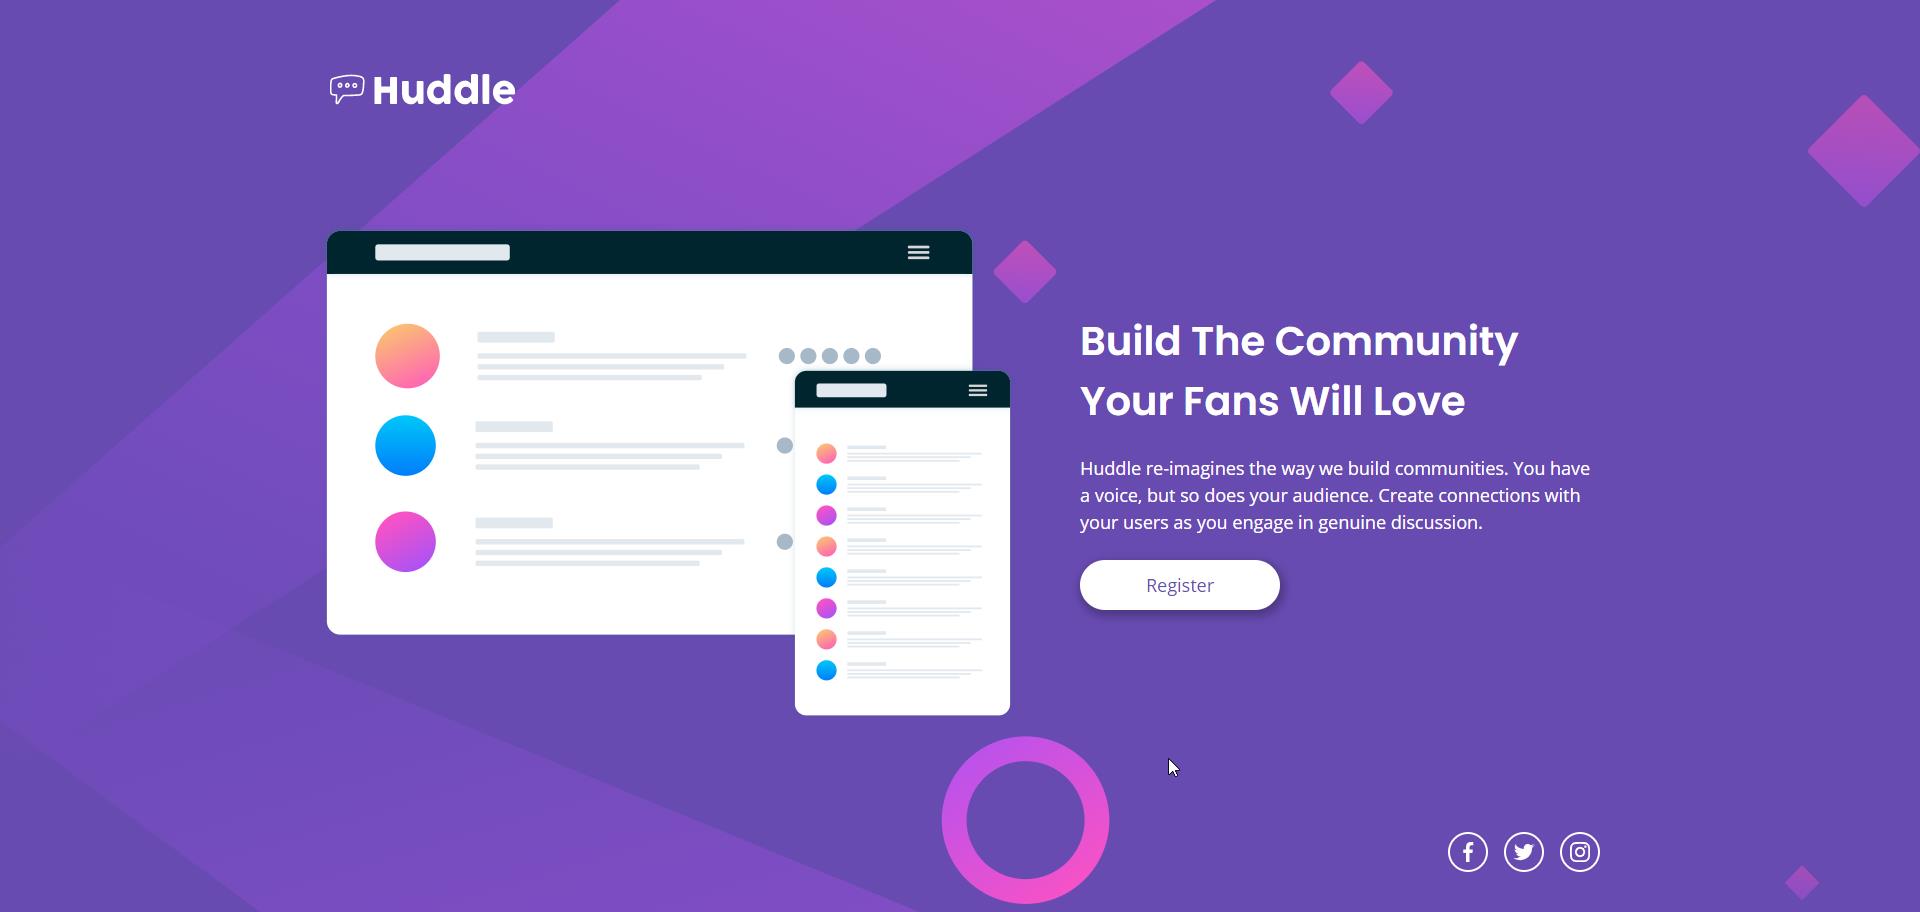 Huddle
Build The Community
Your Fans Will Love
Huddle re-imagines the way we build communities. You have
a voice, but so does your audience. Create connections with
your users as you engage in genuine discussion.
Register